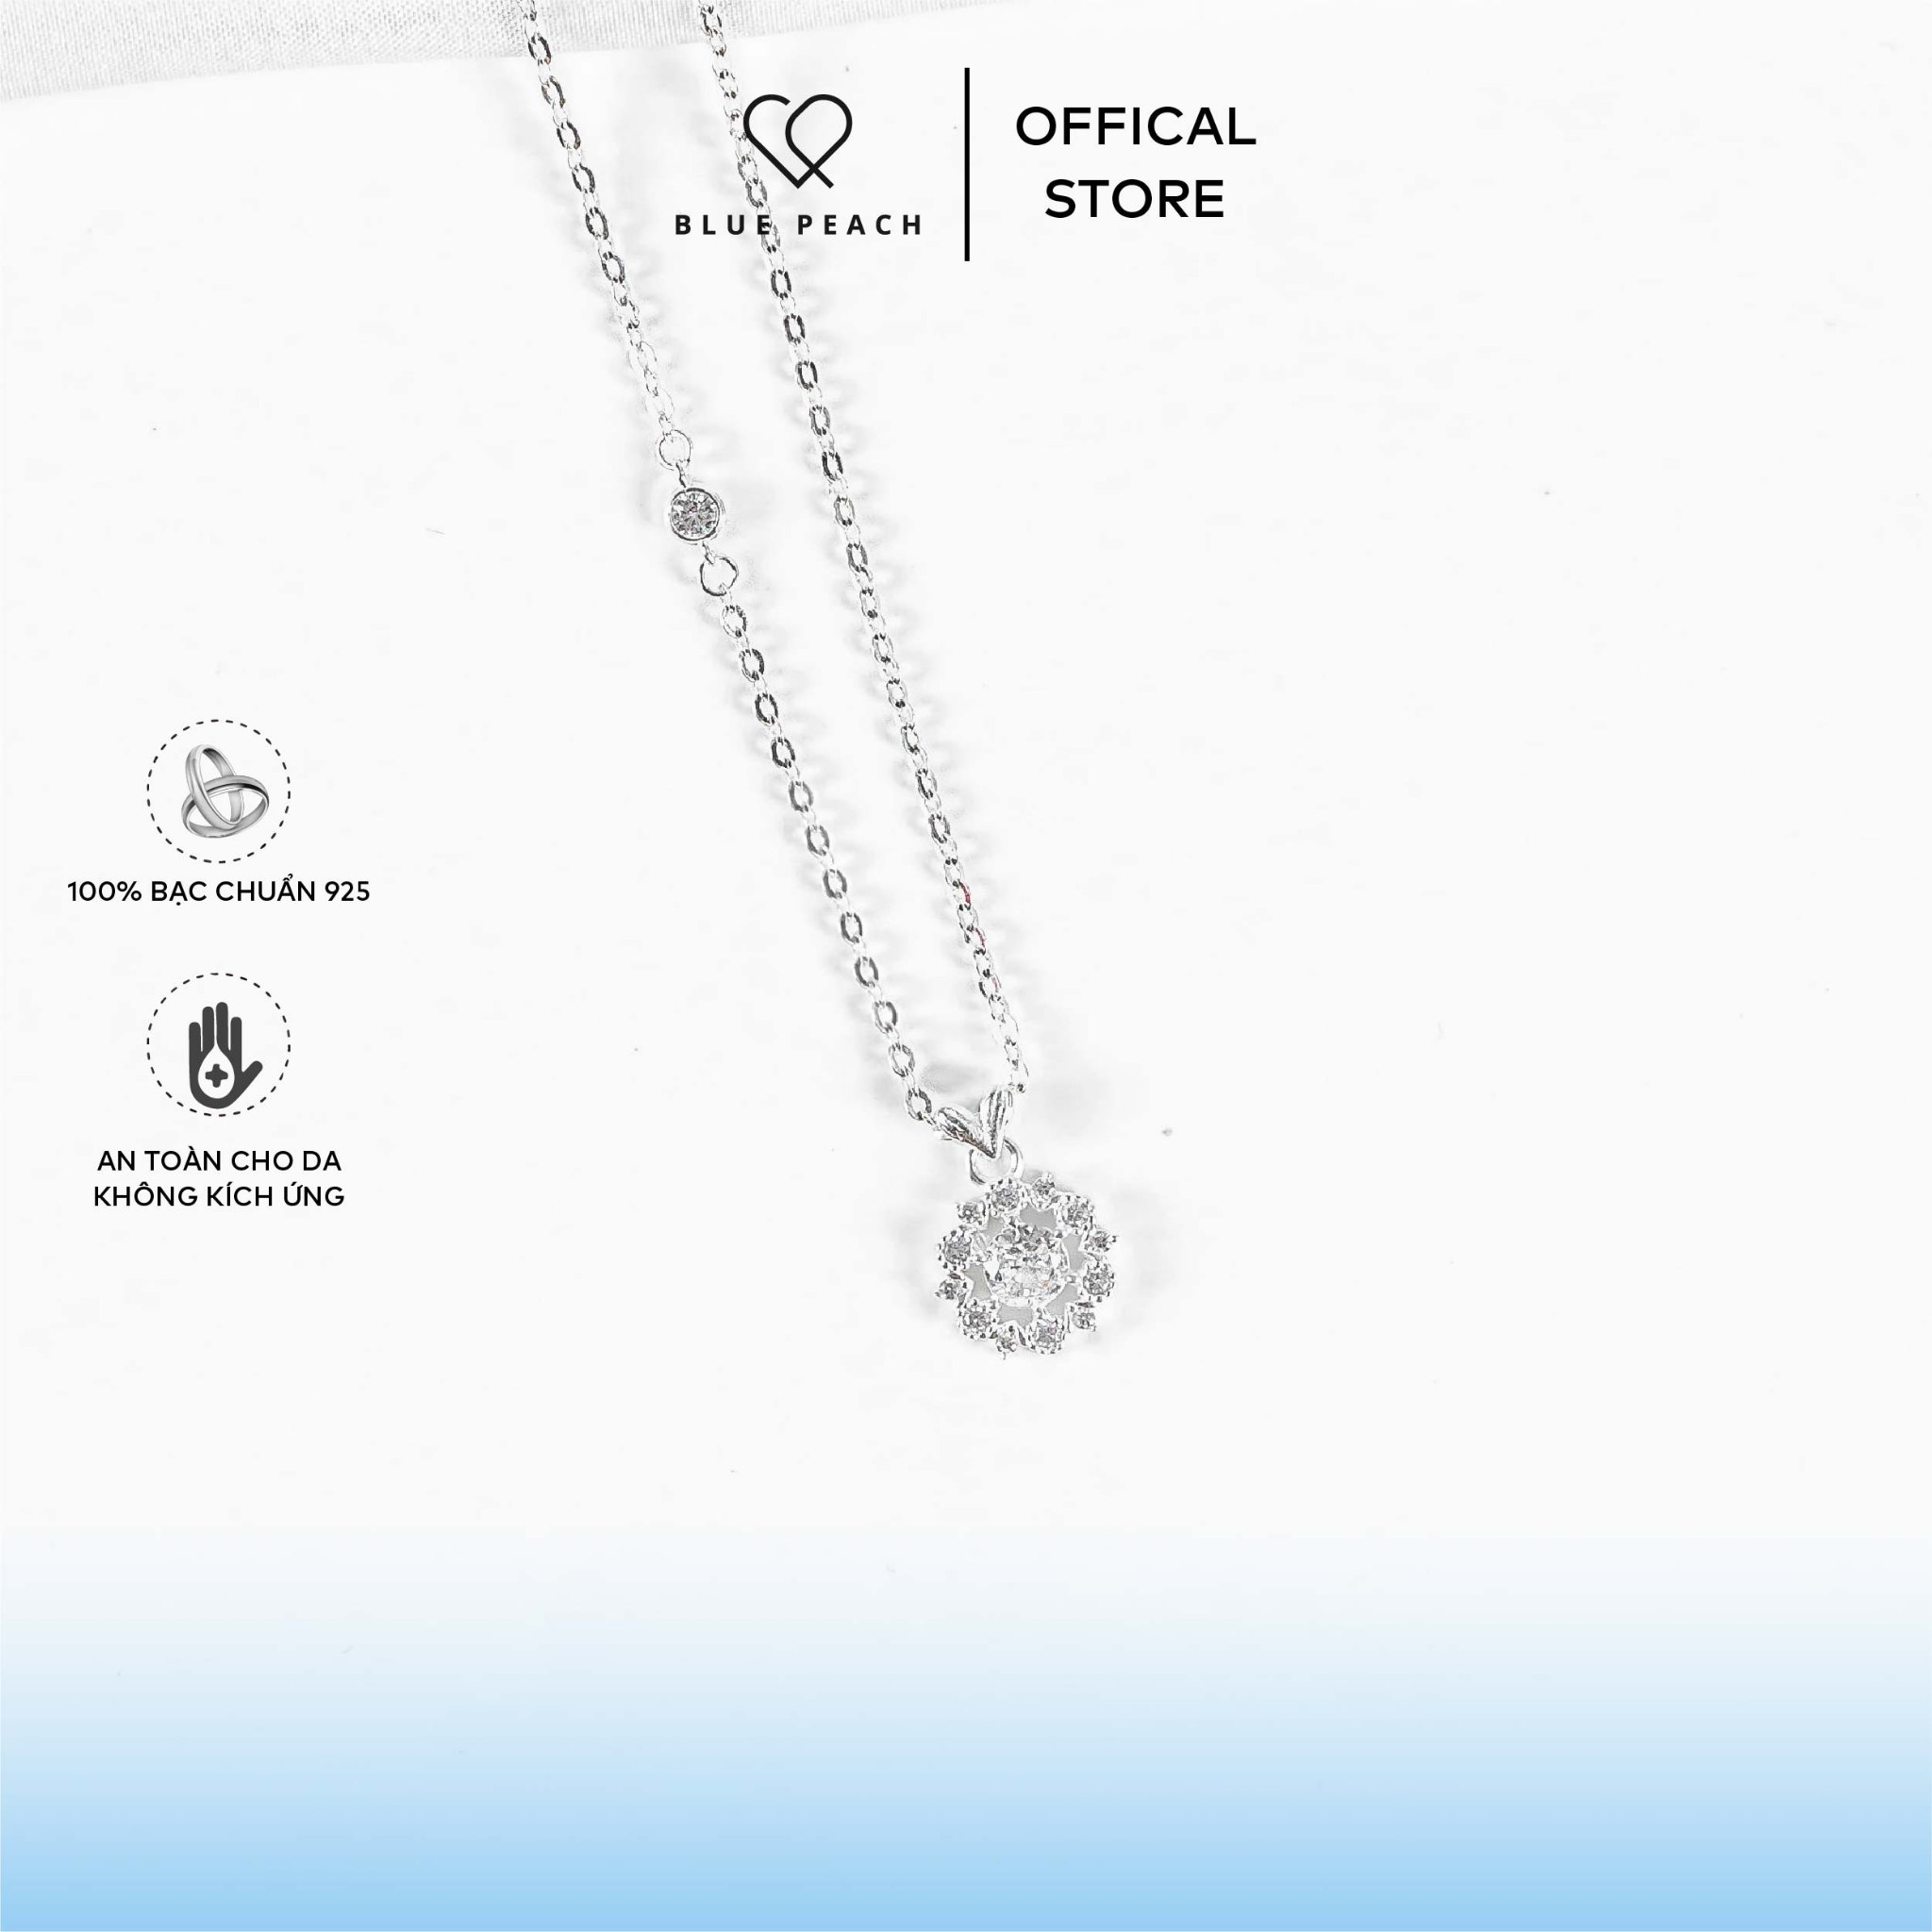 BLUE PEACH
OFFICAL
STORE
100% BẠC CHUẨN 925
AN TOÀN CHO DA
KHÔNG KÍCH ỨNG